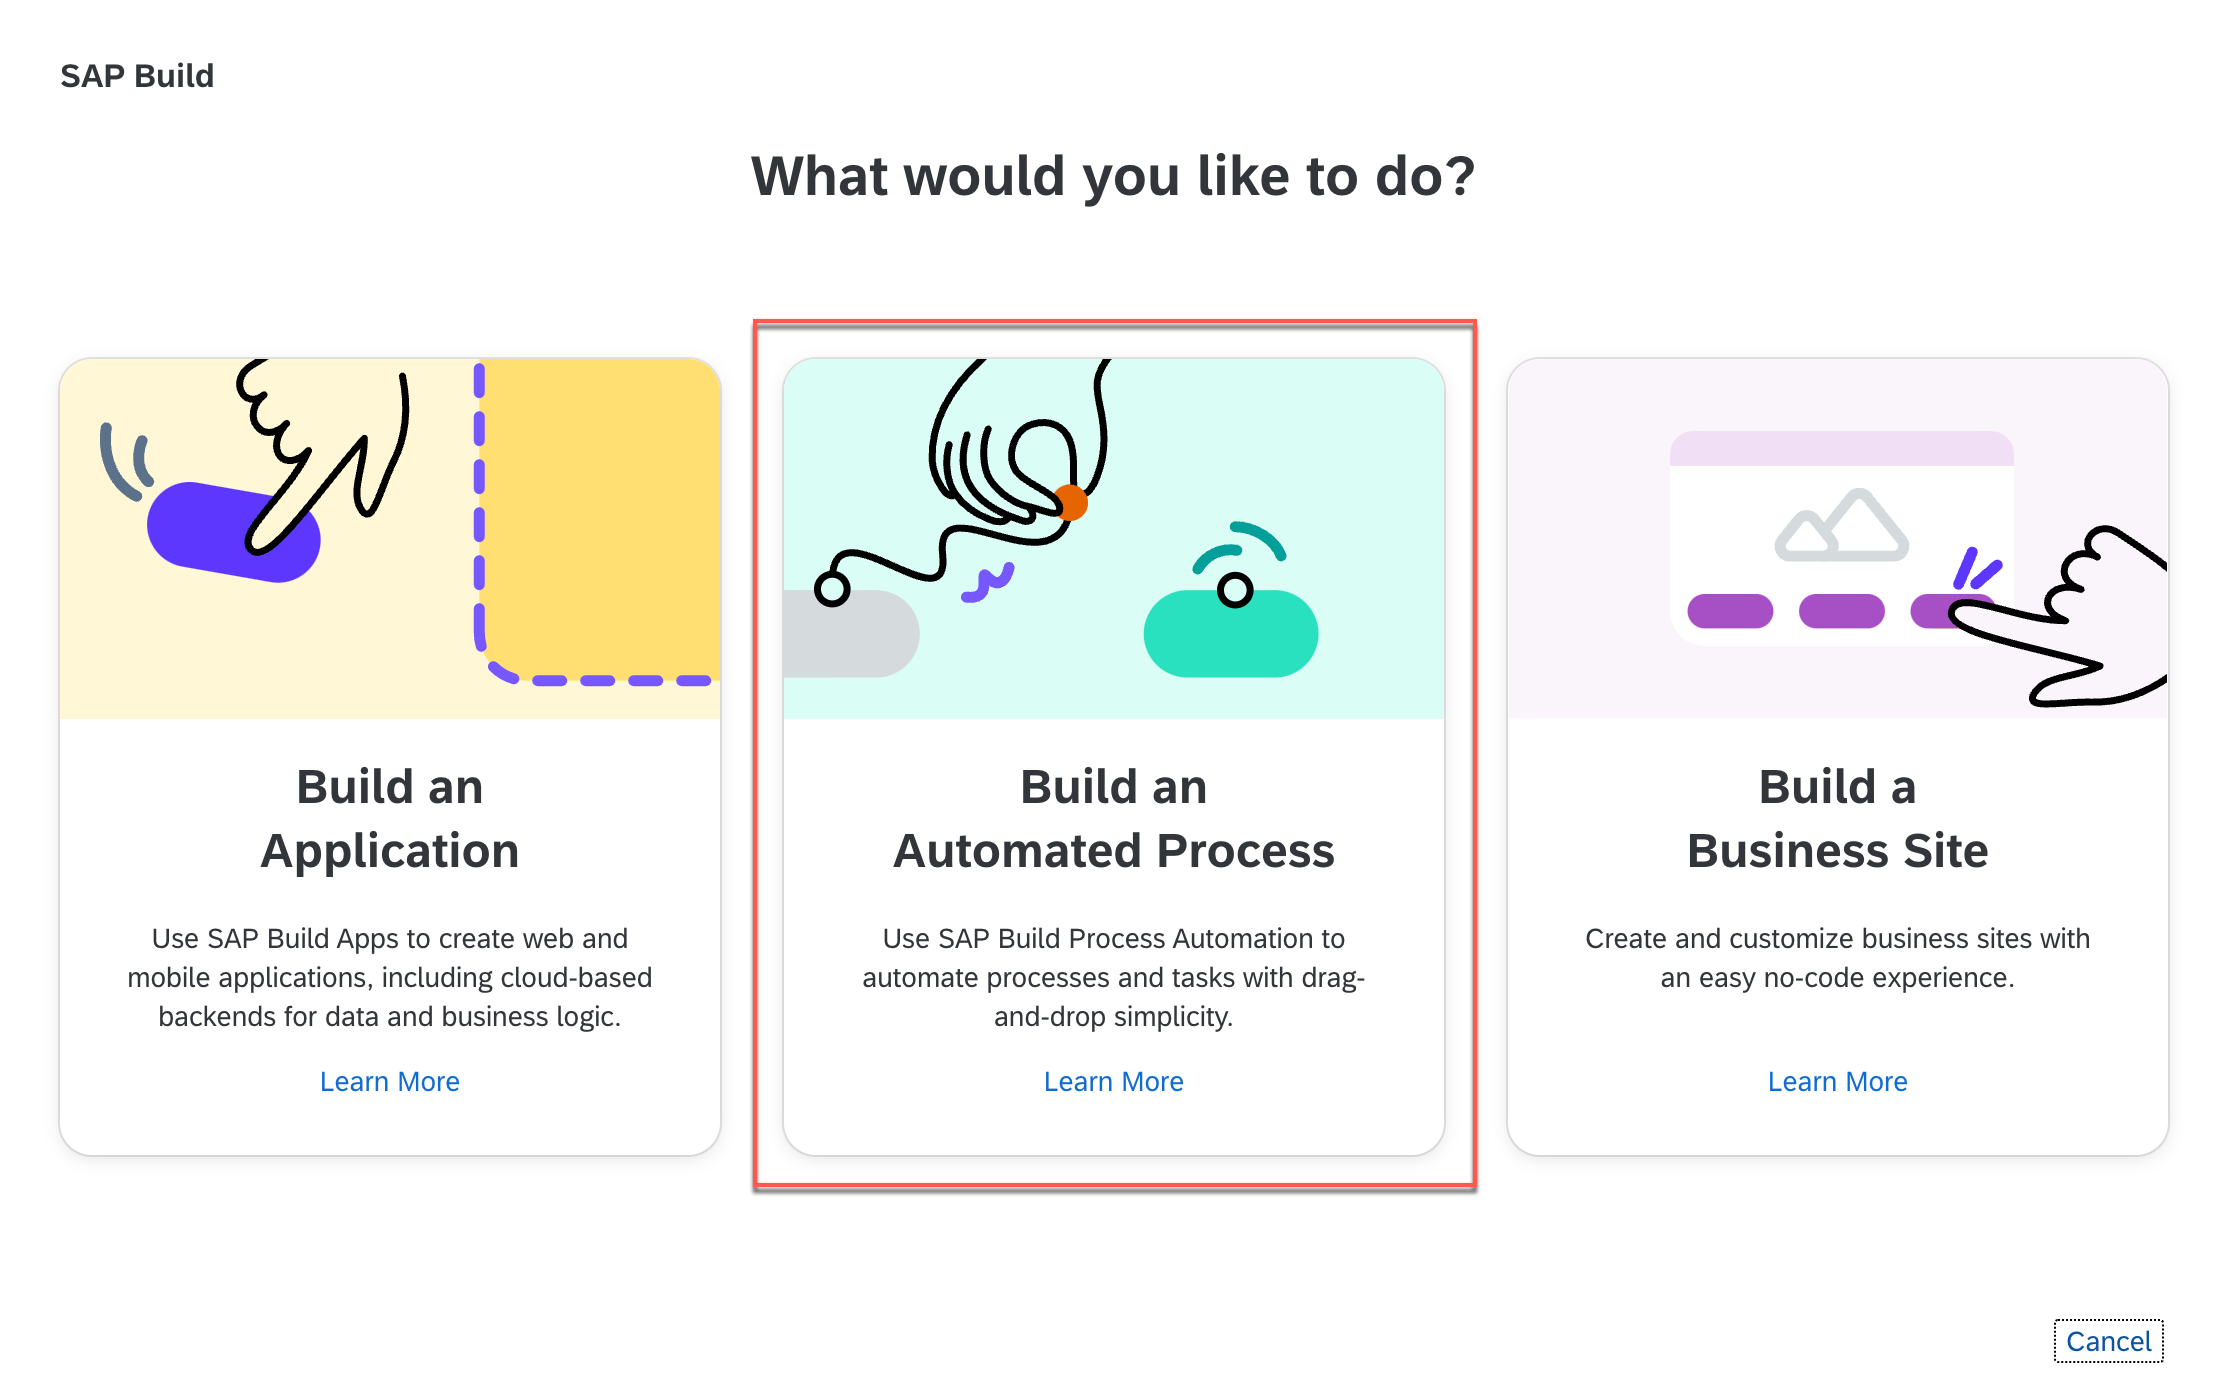 SAP Build
What would you like to do?
Build an
Application
Use SAP Build Apps to create web and
mobile applications, including cloud-based
backends for data and business logic.
Learn More
Build an
Automated Process
Use SAP Build Process Automation to
automate processes and tasks with drag-
and-drop simplicity.
Learn More
Build a
Business Site
Create and customize business sites with
an easy no-code experience.
Learn More
Cancel